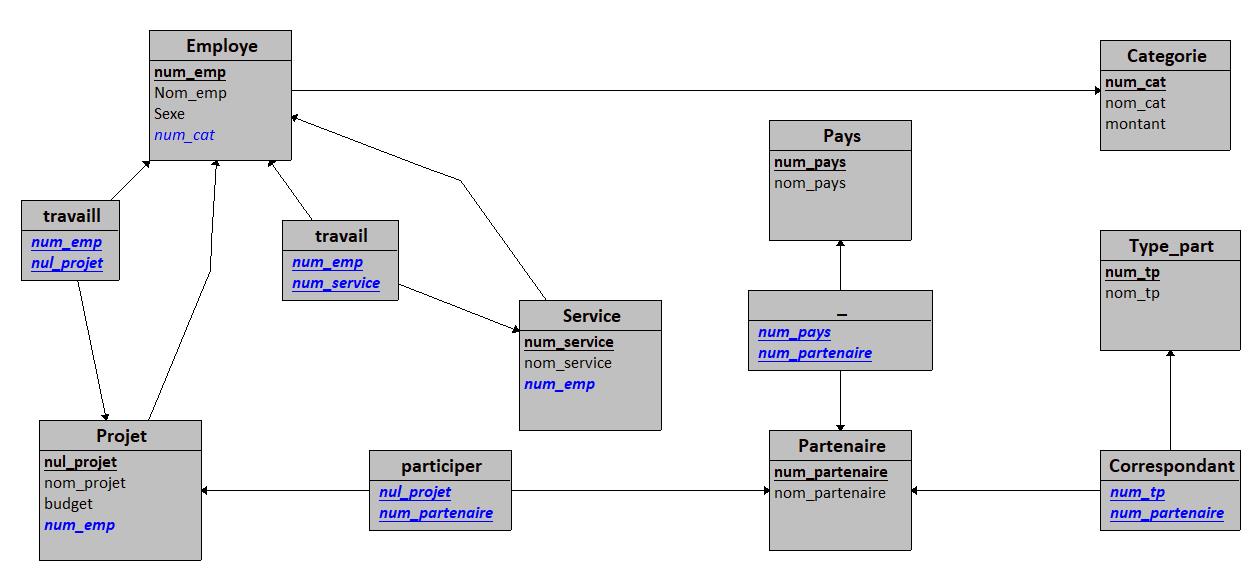 Employe
num_emp
Nom_emp
Sexe
num_cat
Categorie
num_cat
nom_cat
montant
Pays
num_pays
nom_pays
travaill
num_emp
nul_projet
travail
num_emp
num_service
Type_part
num_tp
nom_tp
Service
num_service
nom_service
num_emp
_
num_pays
num_partenaire
Projet
nul_projet
nom_projet
budget
num_emp
participer
nul_projet
num_partenaire
Partenaire
num_partenaire
nom_partenaire
Correspondant
num_tp
num_partenaire